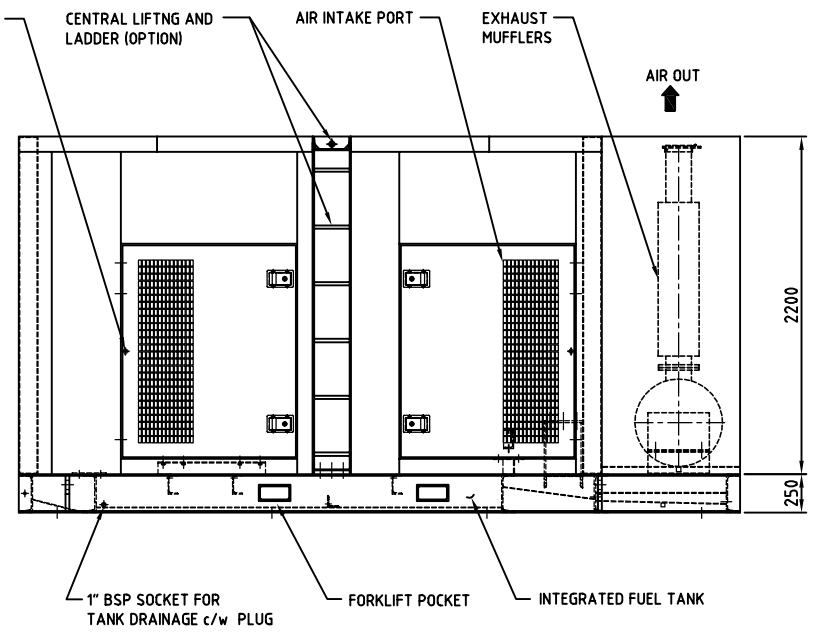 CENTRAL LIFTNG AND
LADDER (OPTION)
AIR INTAKE PORT
EXHAUST
MUFFLERS
AIR OUT
2200
250
1" BSP SOCKET FOR
TANK DRAINAGE c/w PLUG
FORKLIFT POCKET
INTEGRATED FUEL TANK